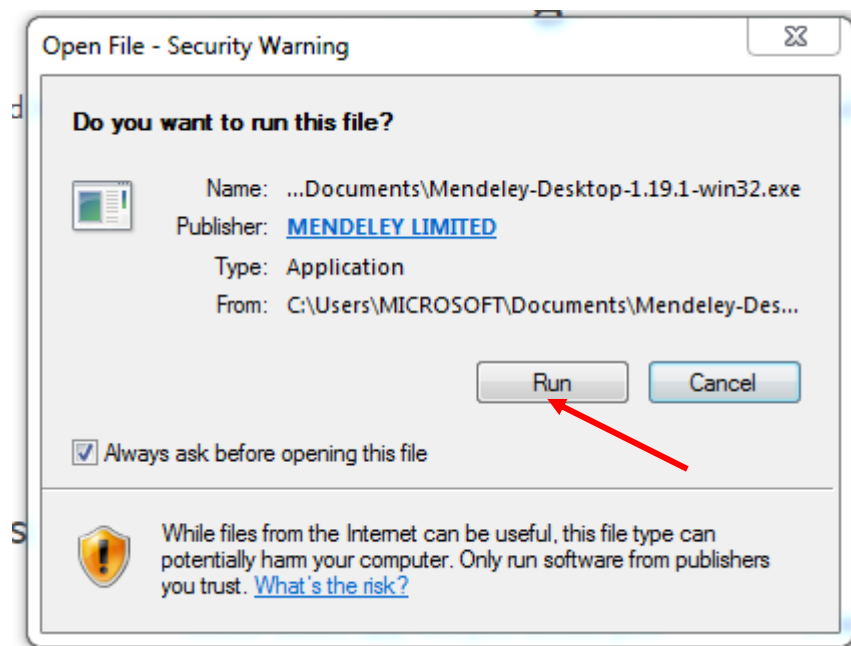 Open File - Security Warning
Do you want to run this file?
Name: ...Documents\Mendeley-Desktop-1.19.1-win32.exe
Publisher: MENDELEY LIMITED
Type: Application
From: C:\Users\MICROSOFT\Documents\Mendeley-Des...
Run Cancel
Always ask before opening this file
While files from the Internet can be useful, this file type can
potentially harm your computer. Only run software from publishers
you trust. What's the risk?